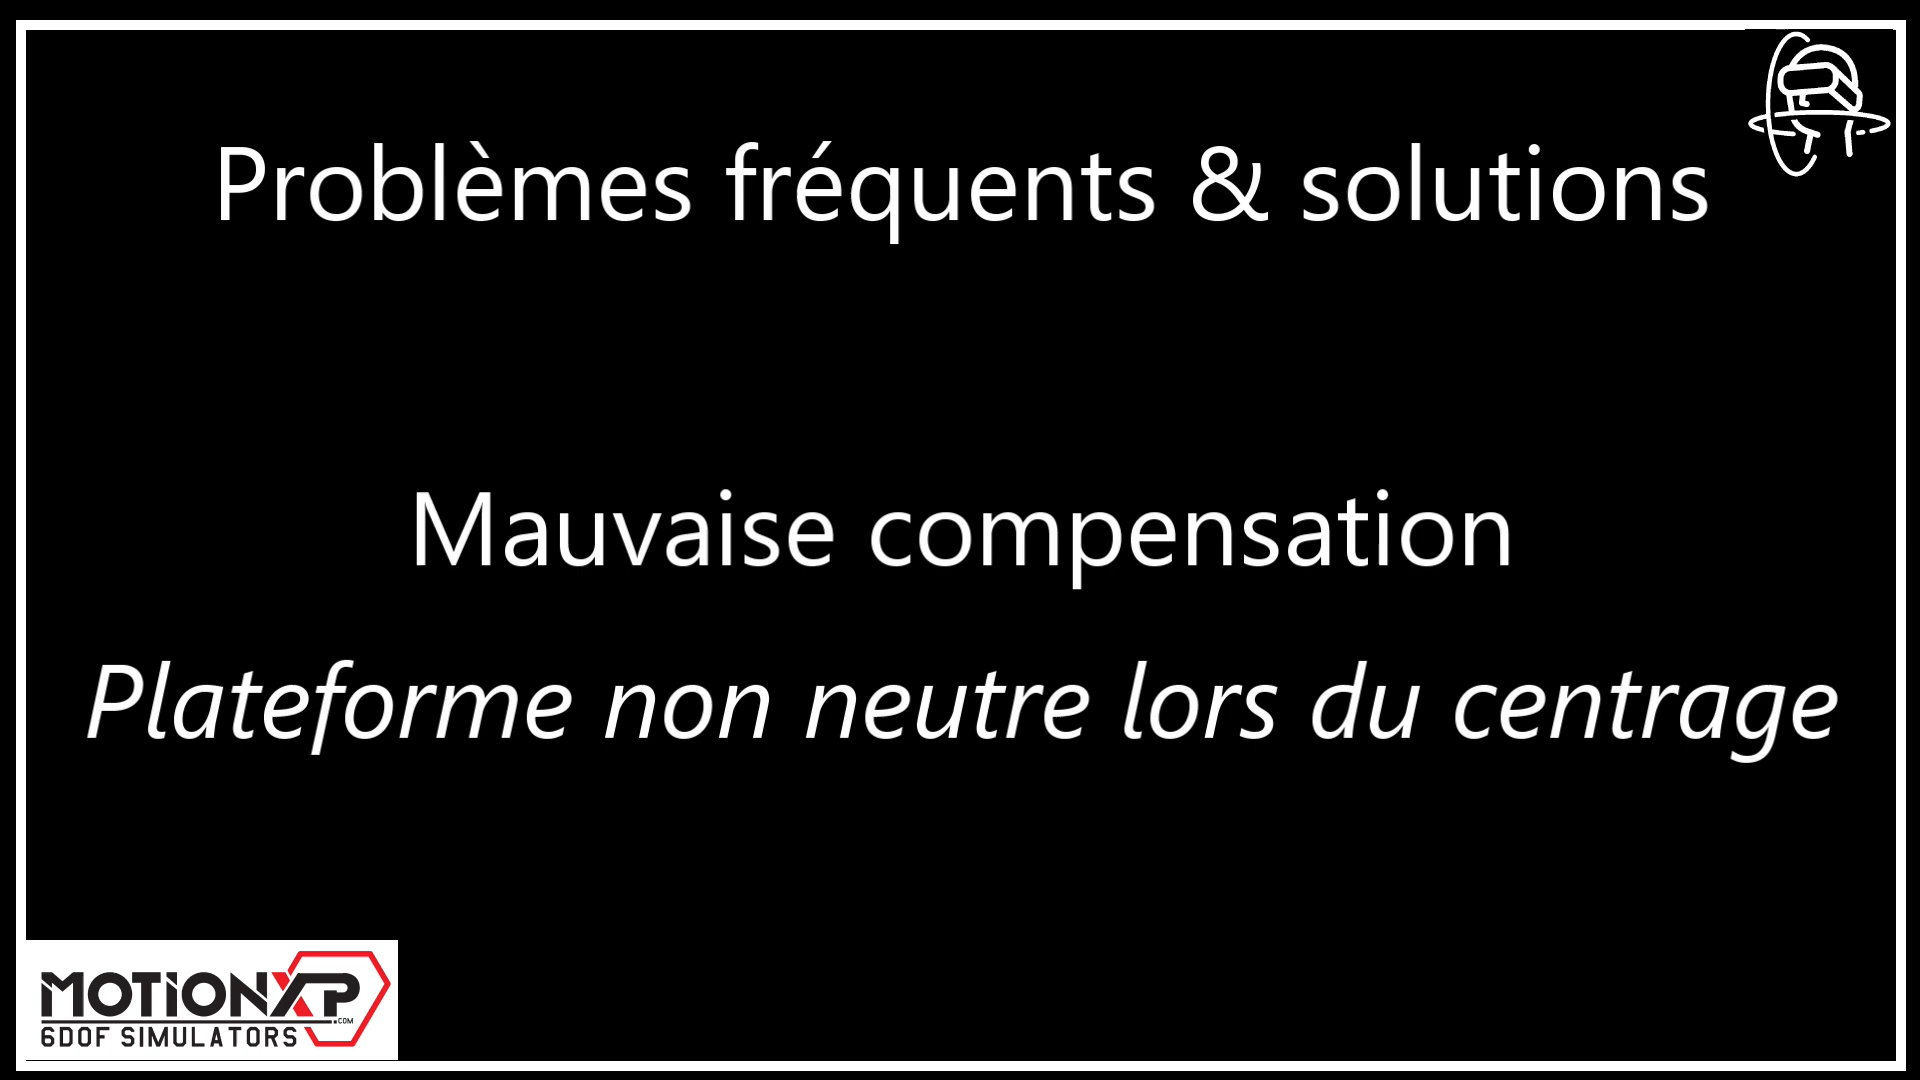 Problèmes fréquents & solutions
Mauvaise compensation
Plateforme non neutre lors du centrage
MOTIONXP
.COM
6DOF SIMULATORS